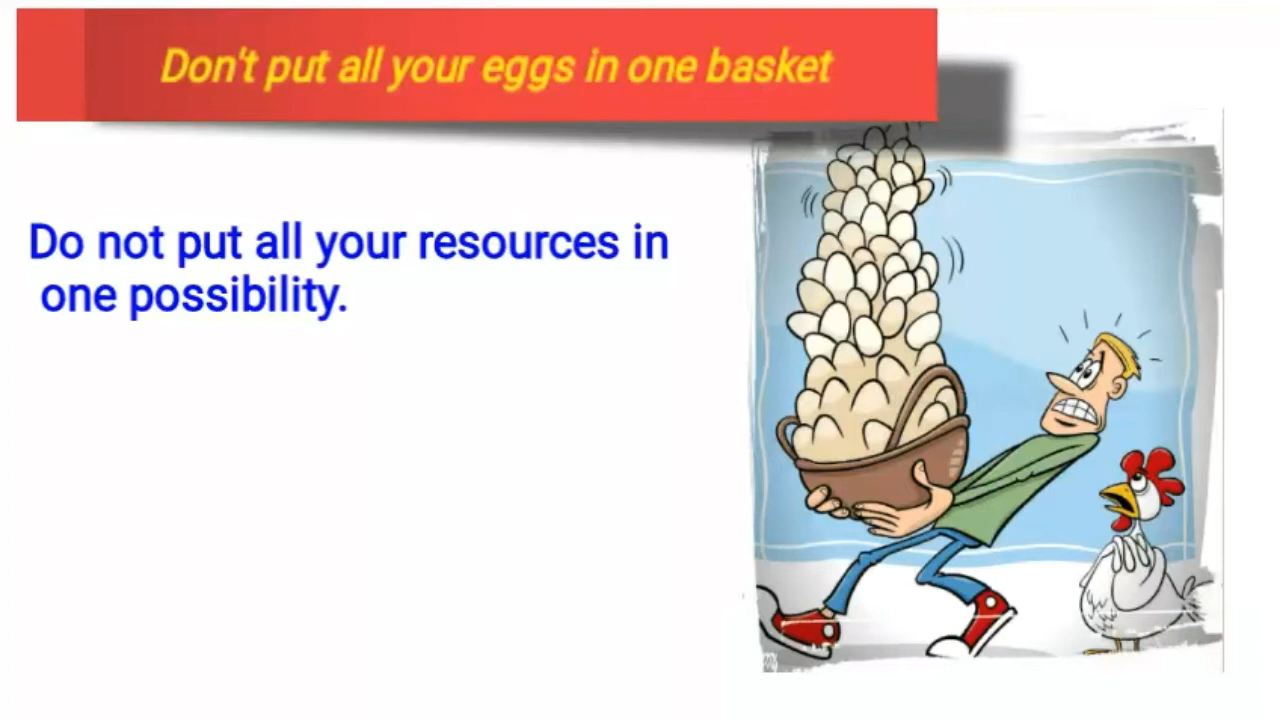 Don't put all your eggs in one basket
Do not put all your resources in
one possibility.